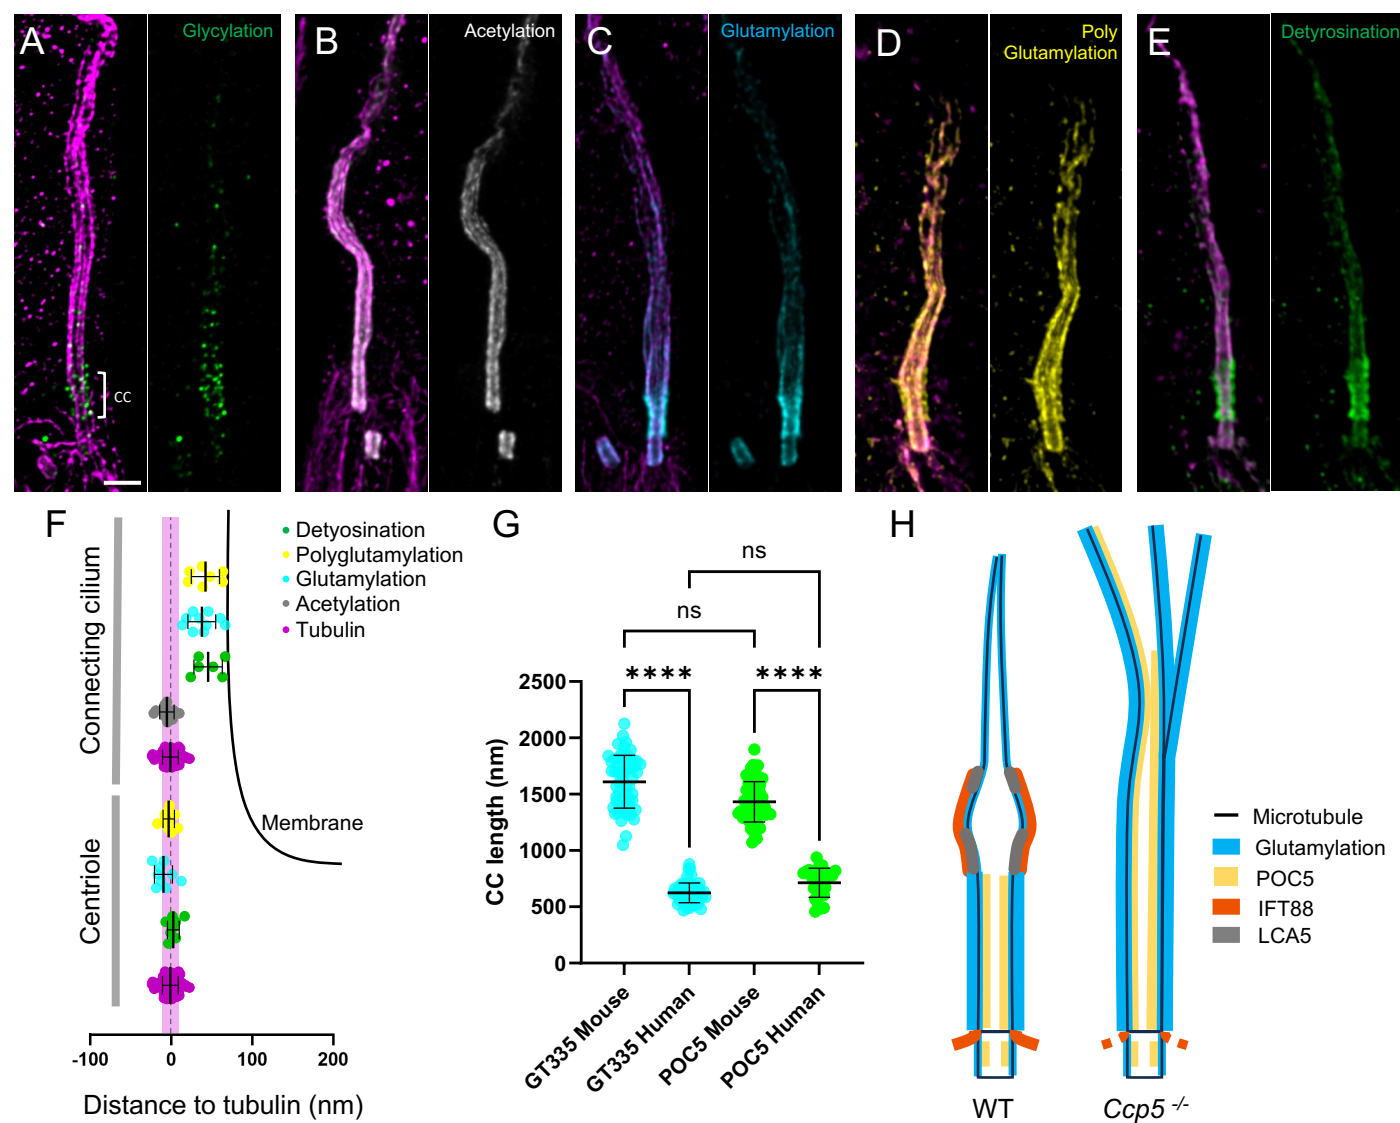 A
Glycylation
CC
B
Acetylation
C
Glutamylation
D
Poly
Glutamylation
E
Detyrosination
F
Connecting cilium
Centriole
Detyosination
Polyglutamylation
Glutamylation
Acetylation
Tubulin
Membrane
-100 0 100 200
Distance to tubulin (nm)
G
ns
ns
**** ****
CC length (nm)
2500
2000
1500
1000
500
0
GT335 Mouse
GT335 Human
POC5 Mouse
POC5 Human
H
Microtubule
Glutamylation
POC5
IFT88
LCA5
WT
Ccp5 -/-